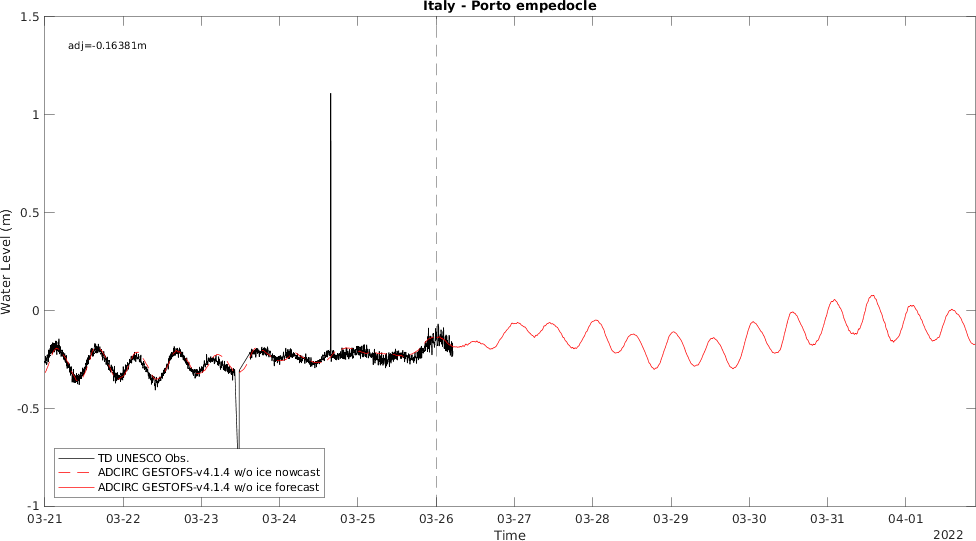 Italy - Porto empedocle
adj=-0.16381m
1.5
1
0.5
0
-0.5
-1
Water Level (m)
TD UNESCO Obs.
ADCIRC GESTOFS-v4.1.4 w/o ice nowcast
ADCIRC GESTOFS-v4.1.4 w/o ice forecast
03-21 03-22 03-23 03-24 03-25 03-26 03-27 03-28 03-29 03-30 03-31 04-01
Time
2022